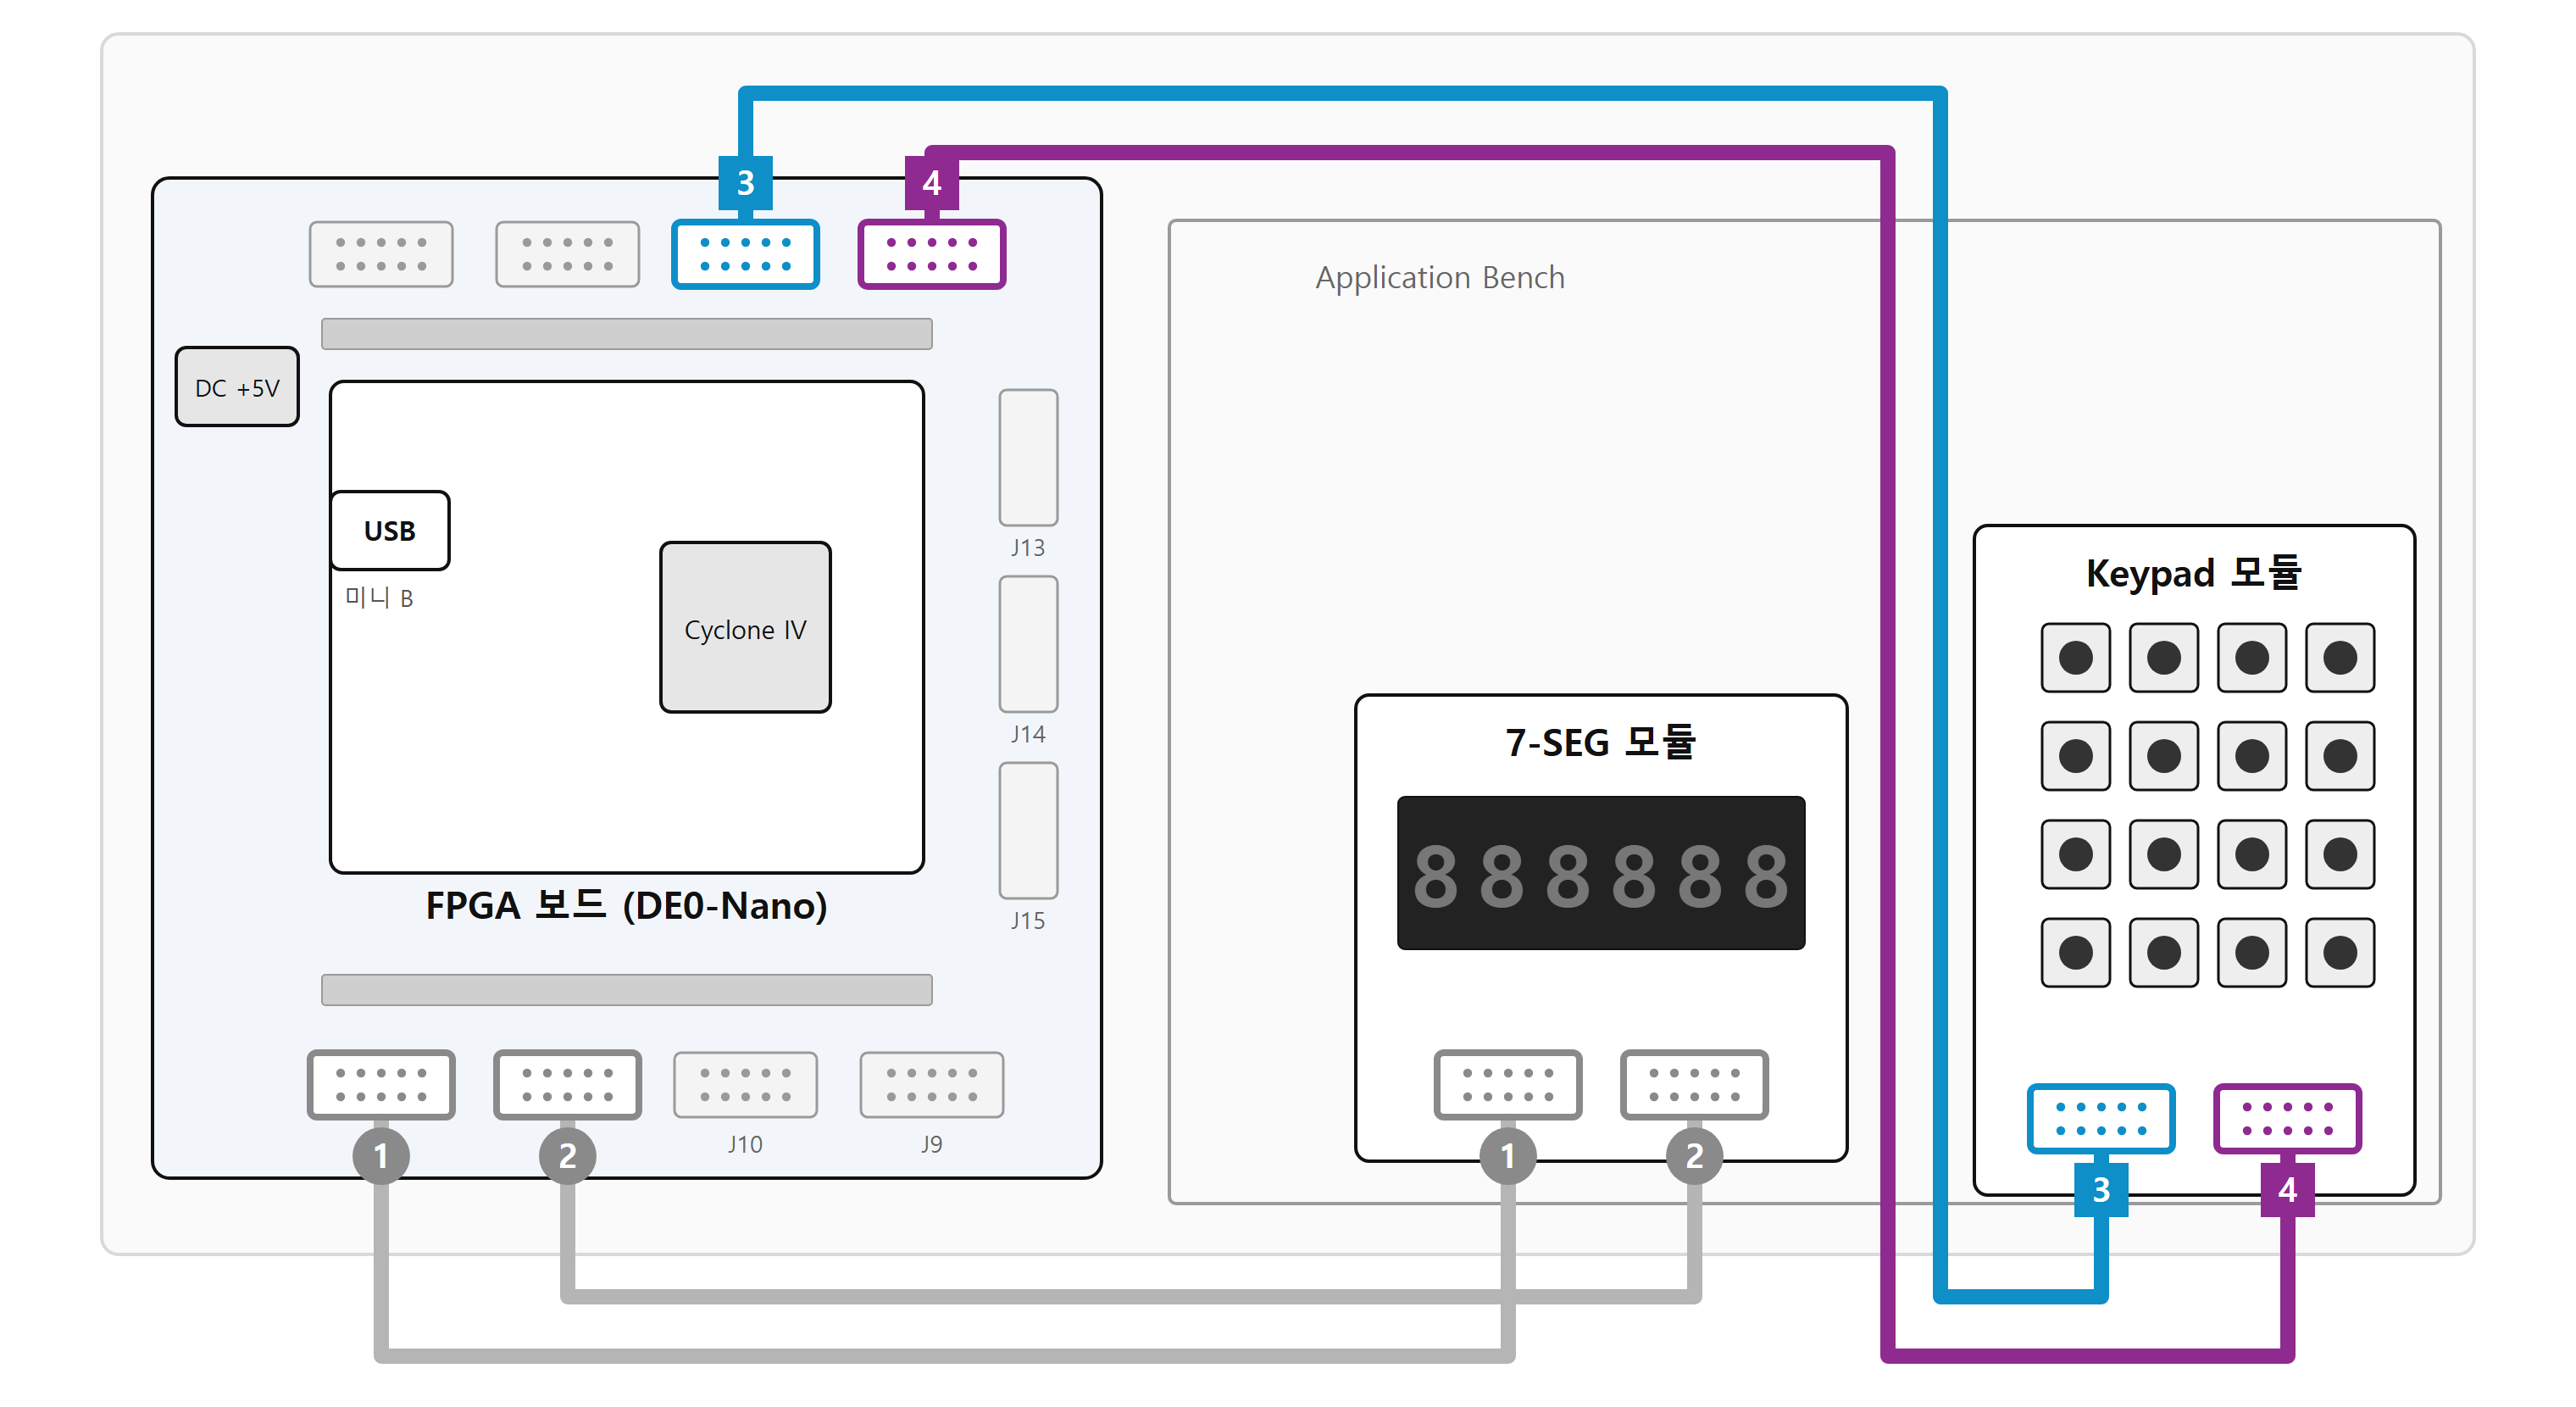 3
4
Application Bench
DC +5V
USB
미니 B
Cyclone IV
J13
J14
J15
FPGA 보드 (DE0-Nano)
1
2
J10
J9
7-SEG 모듈
888888
1
2
Keypad 모듈
3
4